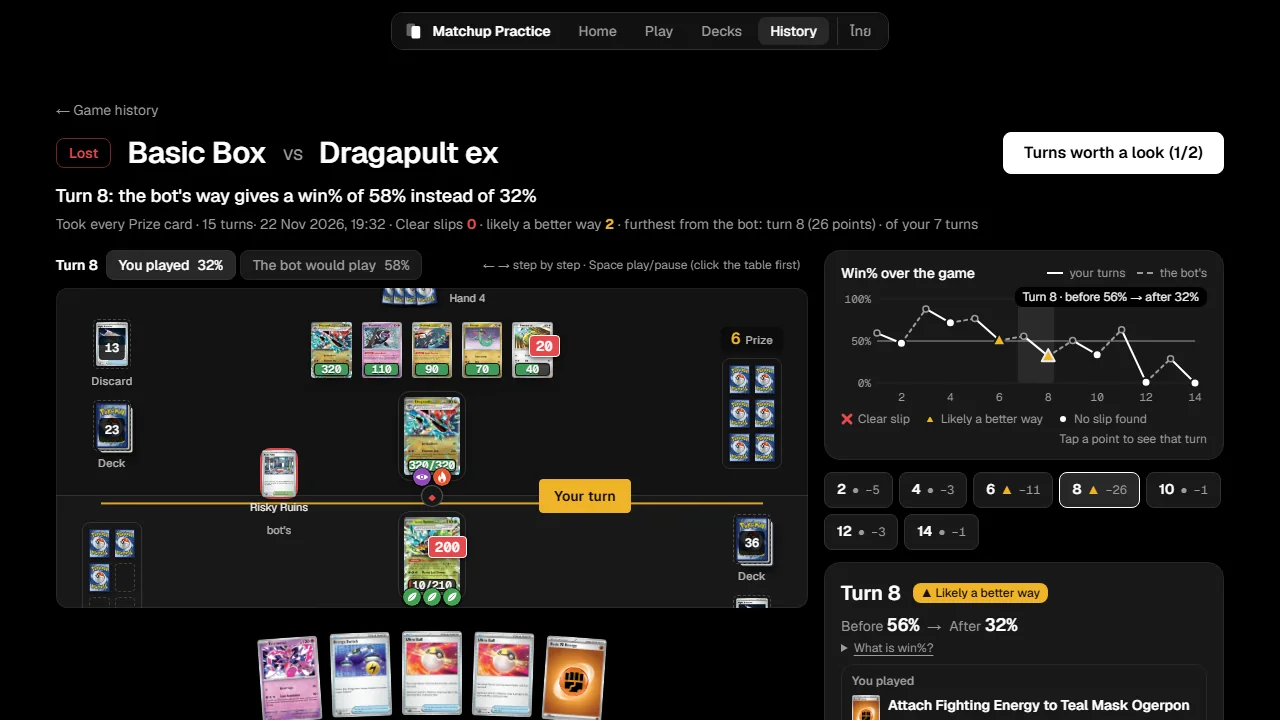 Matchup Practice Home Play Decks History ไทย
← Game history
Lost Basic Box vs Dragapult ex
Turns worth a look (1/2)
Turn 8: the bot's way gives a win% of 58% instead of 32%
Took every Prize card · 15 turns· 22 Nov 2026, 19:32 · Clear slips 0 · likely a better way 2 · furthest from the bot: turn 8 (26 points) · of your 7 turns
Turn 8 You played 32% The bot would play 58%
← → step by step · Space play/pause (click the table first)
Hand 4
13
Discard
23
Deck
320 110 90 70 20 40
6 Prize
320/320
Risky Ruins
bot's
Your turn
200
10/210
36
Deck
Ultra Ball
Ultra Ball
Win% over the game
your turns the bot's
Turn 8 · before 56% → after 32%
100%
50%
0%
2 4 6 8 10 12 14
Clear slip Likely a better way No slip found
Tap a point to see that turn
2 −5 4 −3 6 −11 8 −26 10 −1
12 −3 14 −1
Turn 8 Likely a better way
Before 56% → After 32%
What is win%?
You played
Attach Fighting Energy to Teal Mask Ogerpon